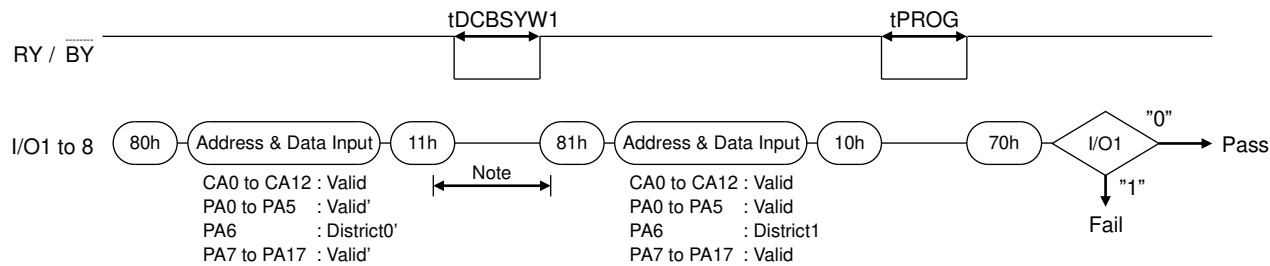 tDCBSYW1
tPROG
RY / BY
I/O1 to 8
80h
Address & Data Input
11h
81h
Address & Data Input
10h
70h
I/O1
"0"
Pass
Note
"1"
Fail
CA0 to CA12 : Valid
PA0 to PA5 : Valid'
PA6 : District0'
PA7 to PA17 : Valid'
CA0 to CA12 : Valid
PA0 to PA5 : Valid
PA6 : District1
PA7 to PA17 : Valid